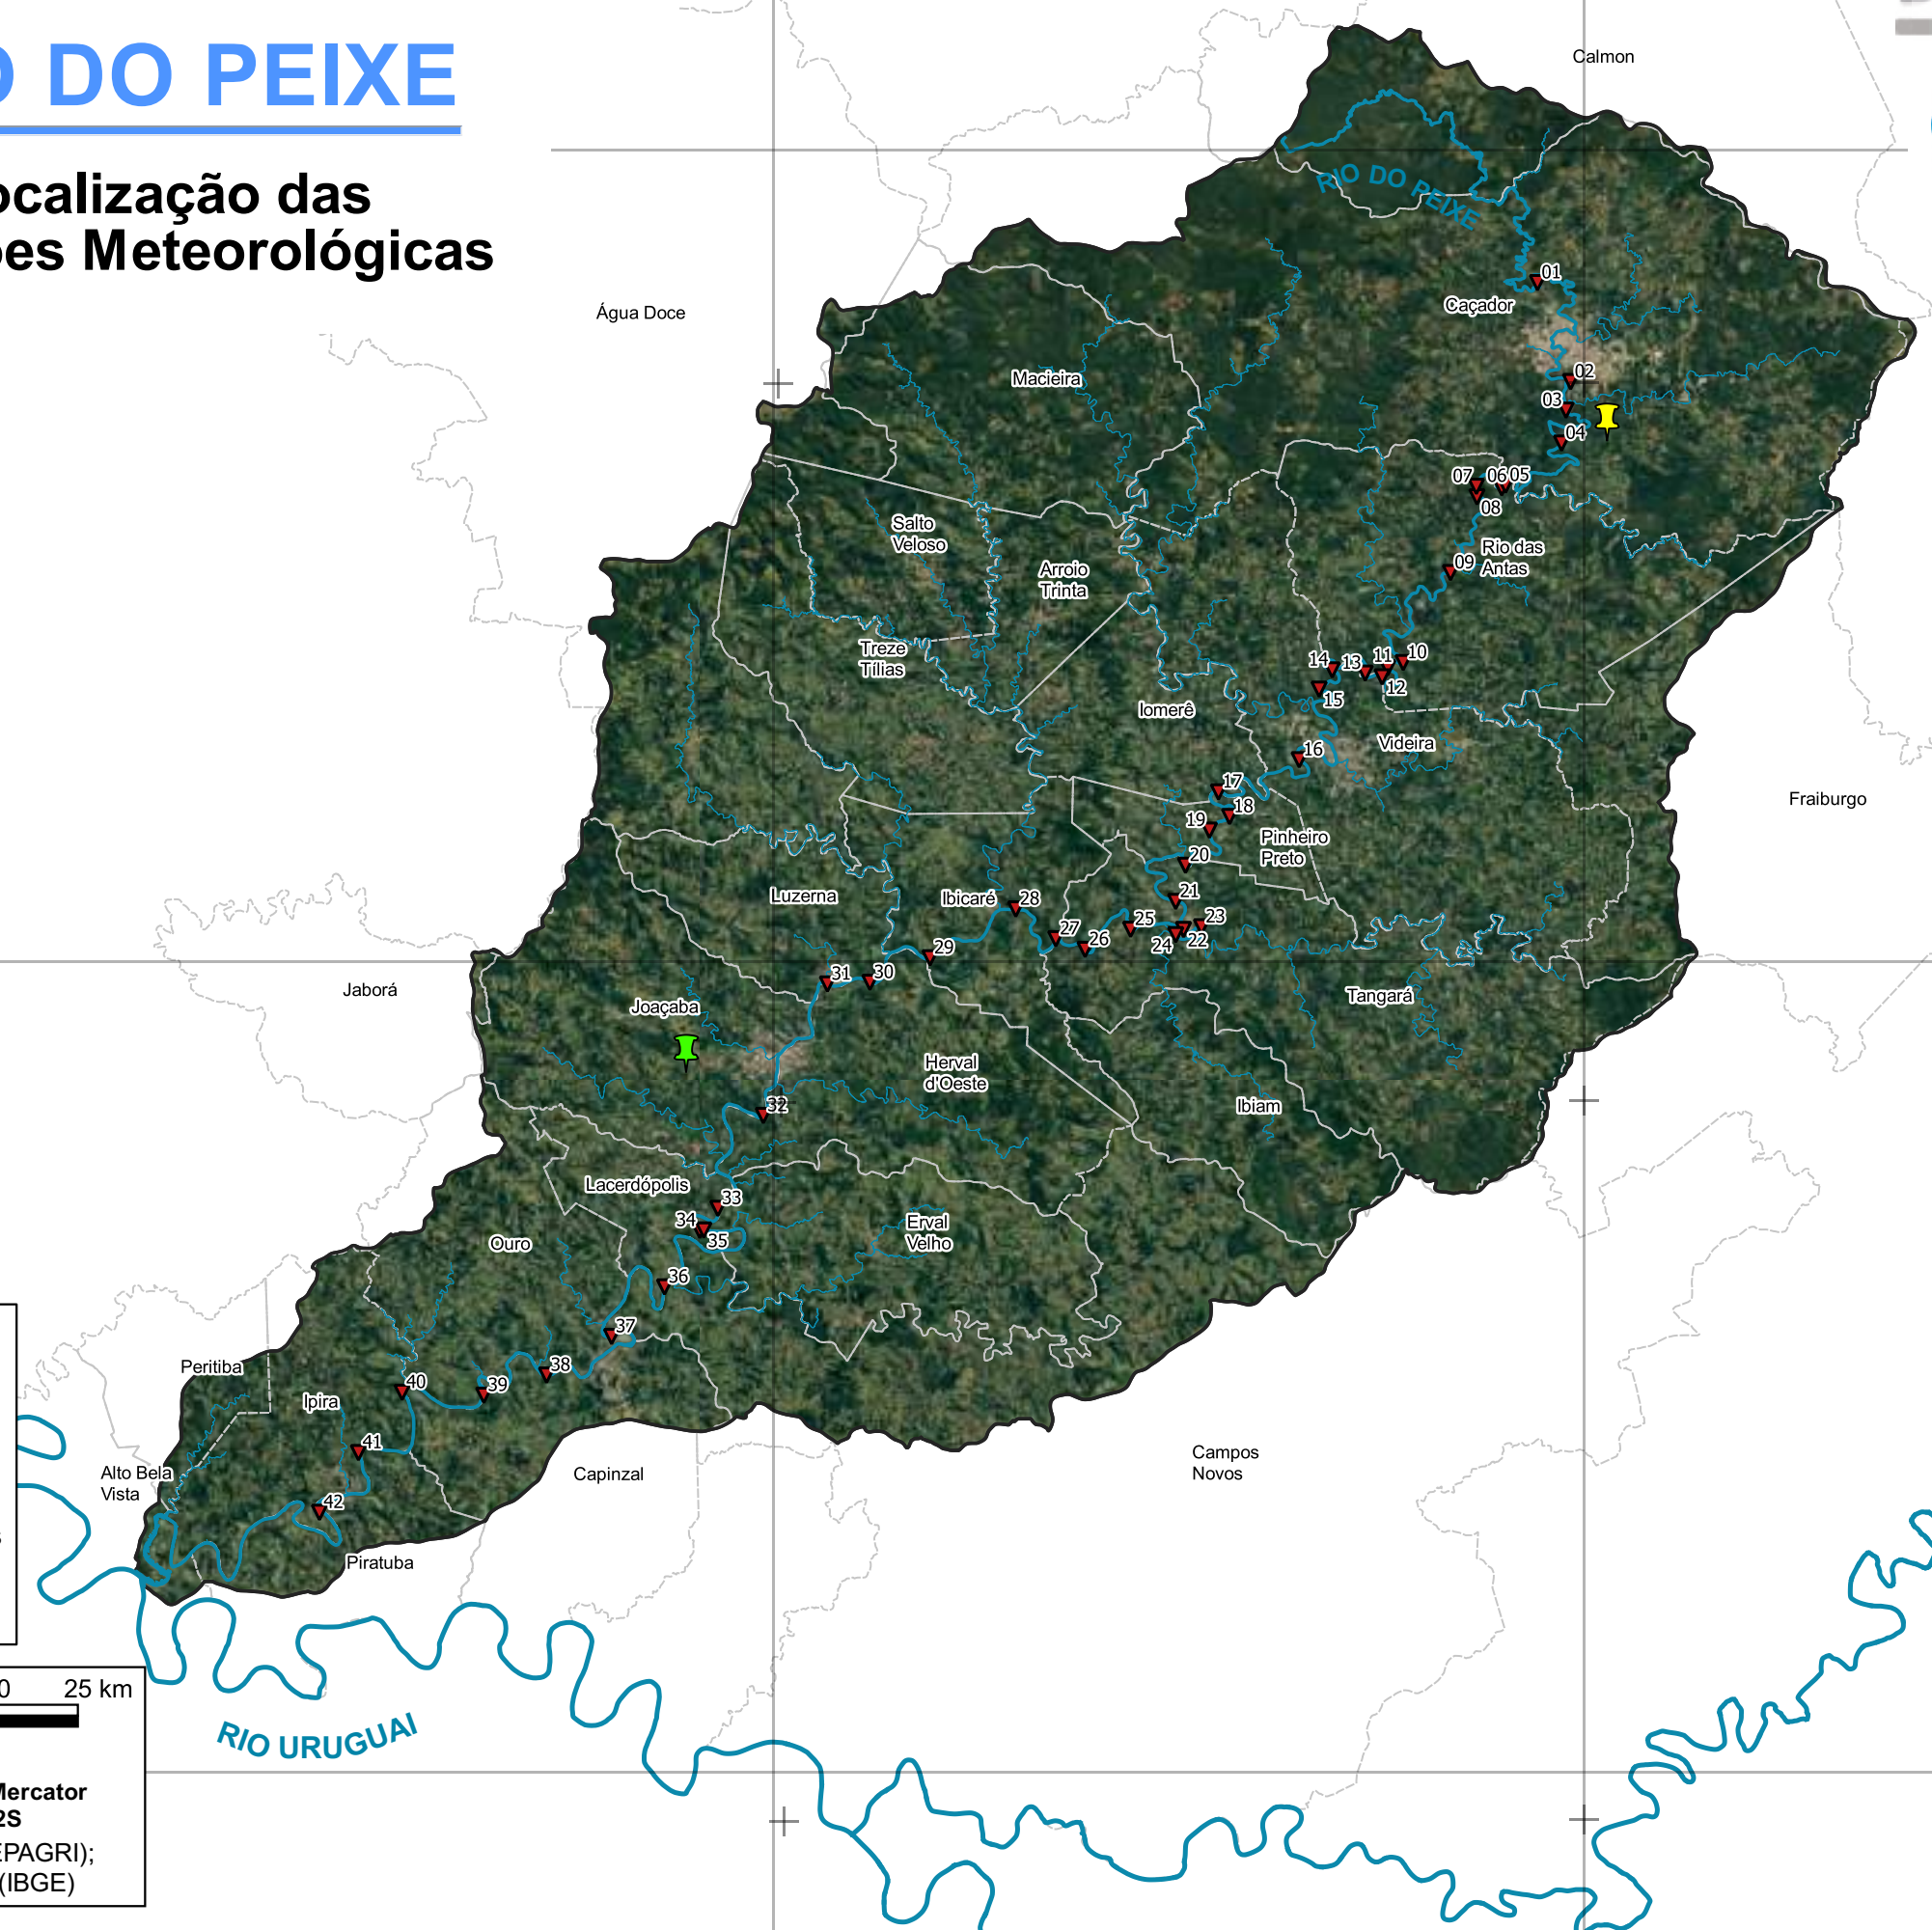 O DO PEIXE
ocalização das
ões Meteorológicas
Calmon
RIO DO PEIXE
01
Caçador
Água Doce
Macieira
02
03
04
07
06
05
08
Salto
Veloso
Rio das
Antas
09
Arroio
Trinta
Treze
Tílias
14
13
11
10
12
15
Iomerê
Videira
16
17
18
19
Fraiburgo
Pinheiro
Preto
20
21
Luzerna
Ibicaré
28
23
25
27
26
24
22
29
31
30
Jaborá
Tangará
Joaçaba
Herval
d'Oeste
32
Ibiam
Lacerdópolis
33
34
35
Erval
Velho
Ouro
36
37
38
Peritiba
39
40
Ipira
41
Campos
Novos
Alto Bela
Vista
Capinzal
42
Piratuba
0
25 km
RIO URUGUAI
Mercator
2S
EPAGRI);
(IBGE)